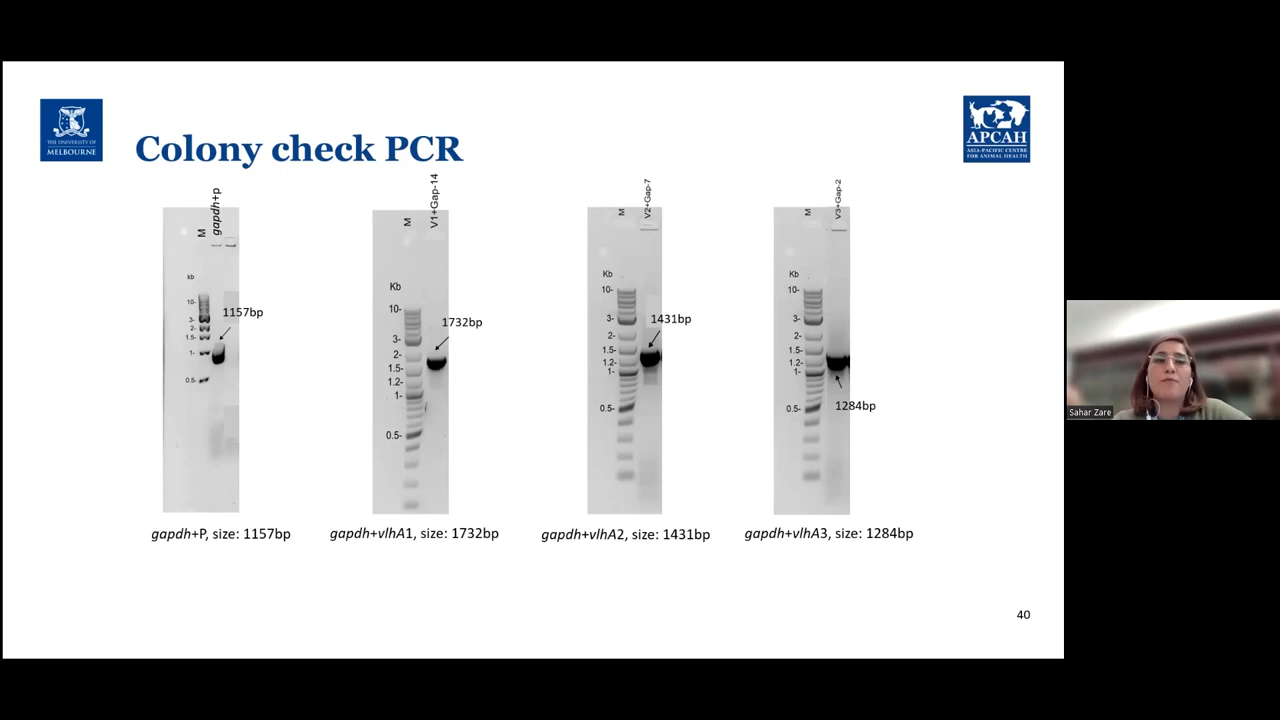 THE UNIVERSITY OF
MELBOURNE
APCAH
ASIA-PACIFIC CENTRE
FOR ANIMAL HEALTH
Colony check PCR
M
gapdh+p
kb
10-
3-
2-
1.5-
1-
0.5-
1157bp
gapdh+P, size: 1157bp
M
V1+Gap-14
Kb
10-
3-
2-
1.5-
1.2-
1-
0.5-
1732bp
gapdh+vlhA1, size: 1732bp
M
V2+Gap-7
Kb
10-
3-
2-
1.5-
1.2-
1-
0.5-
1431bp
gapdh+vlhA2, size: 1431bp
M
V3+Gap-2
Kb
10-
3-
2-
1.5-
1.2-
1-
0.5-
1284bp
gapdh+vlhA3, size: 1284bp
40
Sahar Zare